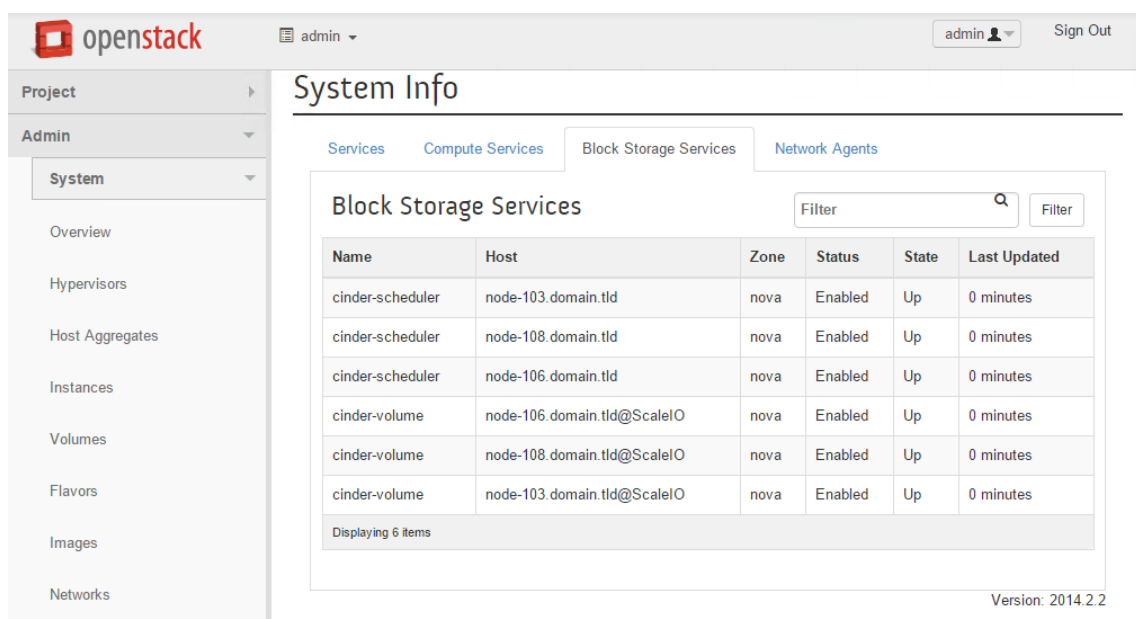 openstack admin admin Sign Out
Project
Admin
System
Overview
Hypervisors
Host Aggregates
Instances
Volumes
Flavors
Images
Networks
System Info
Services Compute Services Block Storage Services Network Agents
Block Storage Services Filter Filter
Name Host Zone Status State Last Updated
cinder-scheduler node-103.domain.tld nova Enabled Up 0 minutes
cinder-scheduler node-108.domain.tld nova Enabled Up 0 minutes
cinder-scheduler node-106.domain.tld nova Enabled Up 0 minutes
cinder-volume node-106.domain.tld@ScaleIO nova Enabled Up 0 minutes
cinder-volume node-108.domain.tld@ScaleIO nova Enabled Up 0 minutes
cinder-volume node-103.domain.tld@ScaleIO nova Enabled Up 0 minutes
Displaying 6 items
Version: 2014.2.2